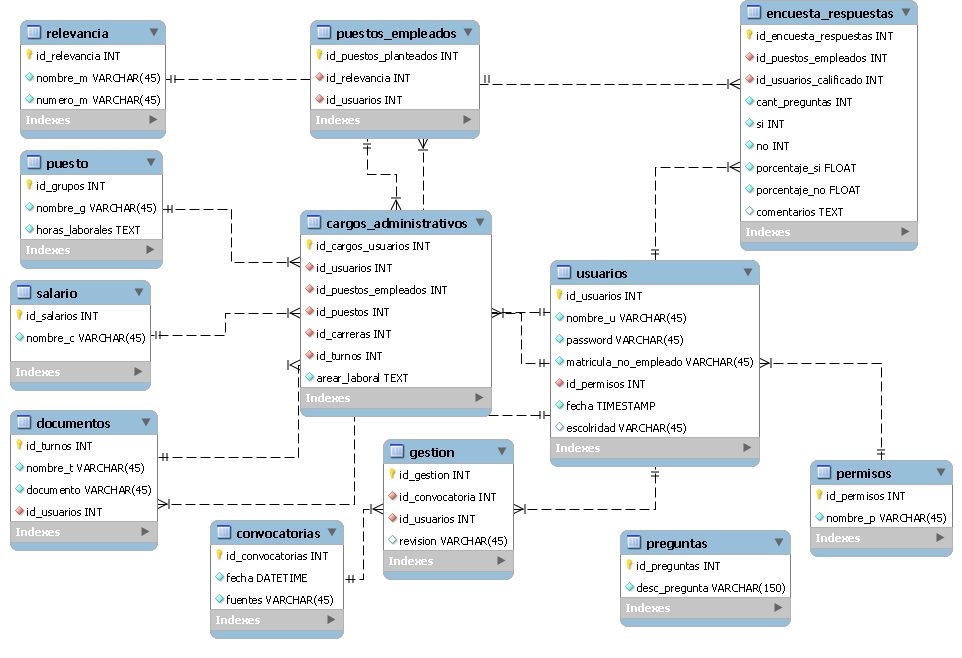 relevancia
id_relevancia INT
nombre_m VARCHAR(45)
numero_m VARCHAR(45)
Indexes
puestos_empleados
id_puestos_planteados INT
id_relevancia INT
id_usuarios INT
Indexes
encuesta_respuestas
id_encuesta_respuestas INT
id_puestos_empleados INT
id_usuarios_calificado INT
cant_preguntas INT
si INT
no INT
porcentaje_si FLOAT
porcentaje_no FLOAT
comentarios TEXT
Indexes
puesto
id_grupos INT
nombre_g VARCHAR(45)
horas_laborales TEXT
Indexes
cargos_administrativos
id_cargos_usuarios INT
id_usuarios INT
id_puestos_empleados INT
id_puestos INT
id_carreras INT
id_turnos INT
arear_laboral TEXT
Indexes
usuarios
id_usuarios INT
nombre_u VARCHAR(45)
password VARCHAR(45)
matricula_no_empleado VARCHAR(45)
id_permisos INT
fecha TIMESTAMP
escolridad VARCHAR(45)
Indexes
salario
id_salarios INT
nombre_c VARCHAR(45)
Indexes
documentos
id_turnos INT
nombre_t VARCHAR(45)
documento VARCHAR(45)
id_usuarios INT
Indexes
gestion
id_gestion INT
id_convocatoria INT
id_usuarios INT
revision VARCHAR(45)
Indexes
permisos
id_permisos INT
nombre_p VARCHAR(45)
Indexes
convocatorias
id_convocatorias INT
fecha DATETIME
fuentes VARCHAR(45)
Indexes
preguntas
id_preguntas INT
desc_pregunta VARCHAR(150)
Indexes